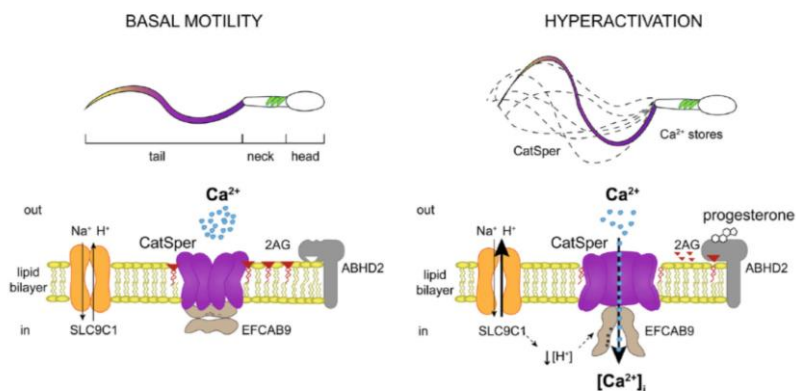 BASAL MOTILITY
tail
neck
head
out
Ca²⁺
Na⁺ H⁺
CatSper
2AG
lipid
bilayer
ABHD2
in
SLC9C1
EFCAB9
HYPERACTIVATION
CatSper
Ca²⁺ stores
out
Ca²⁺
progesterone
Na⁺ H⁺
CatSper
2AG
lipid
bilayer
ABHD2
in
SLC9C1
EFCAB9
↓[H⁺]
[Ca²⁺]i